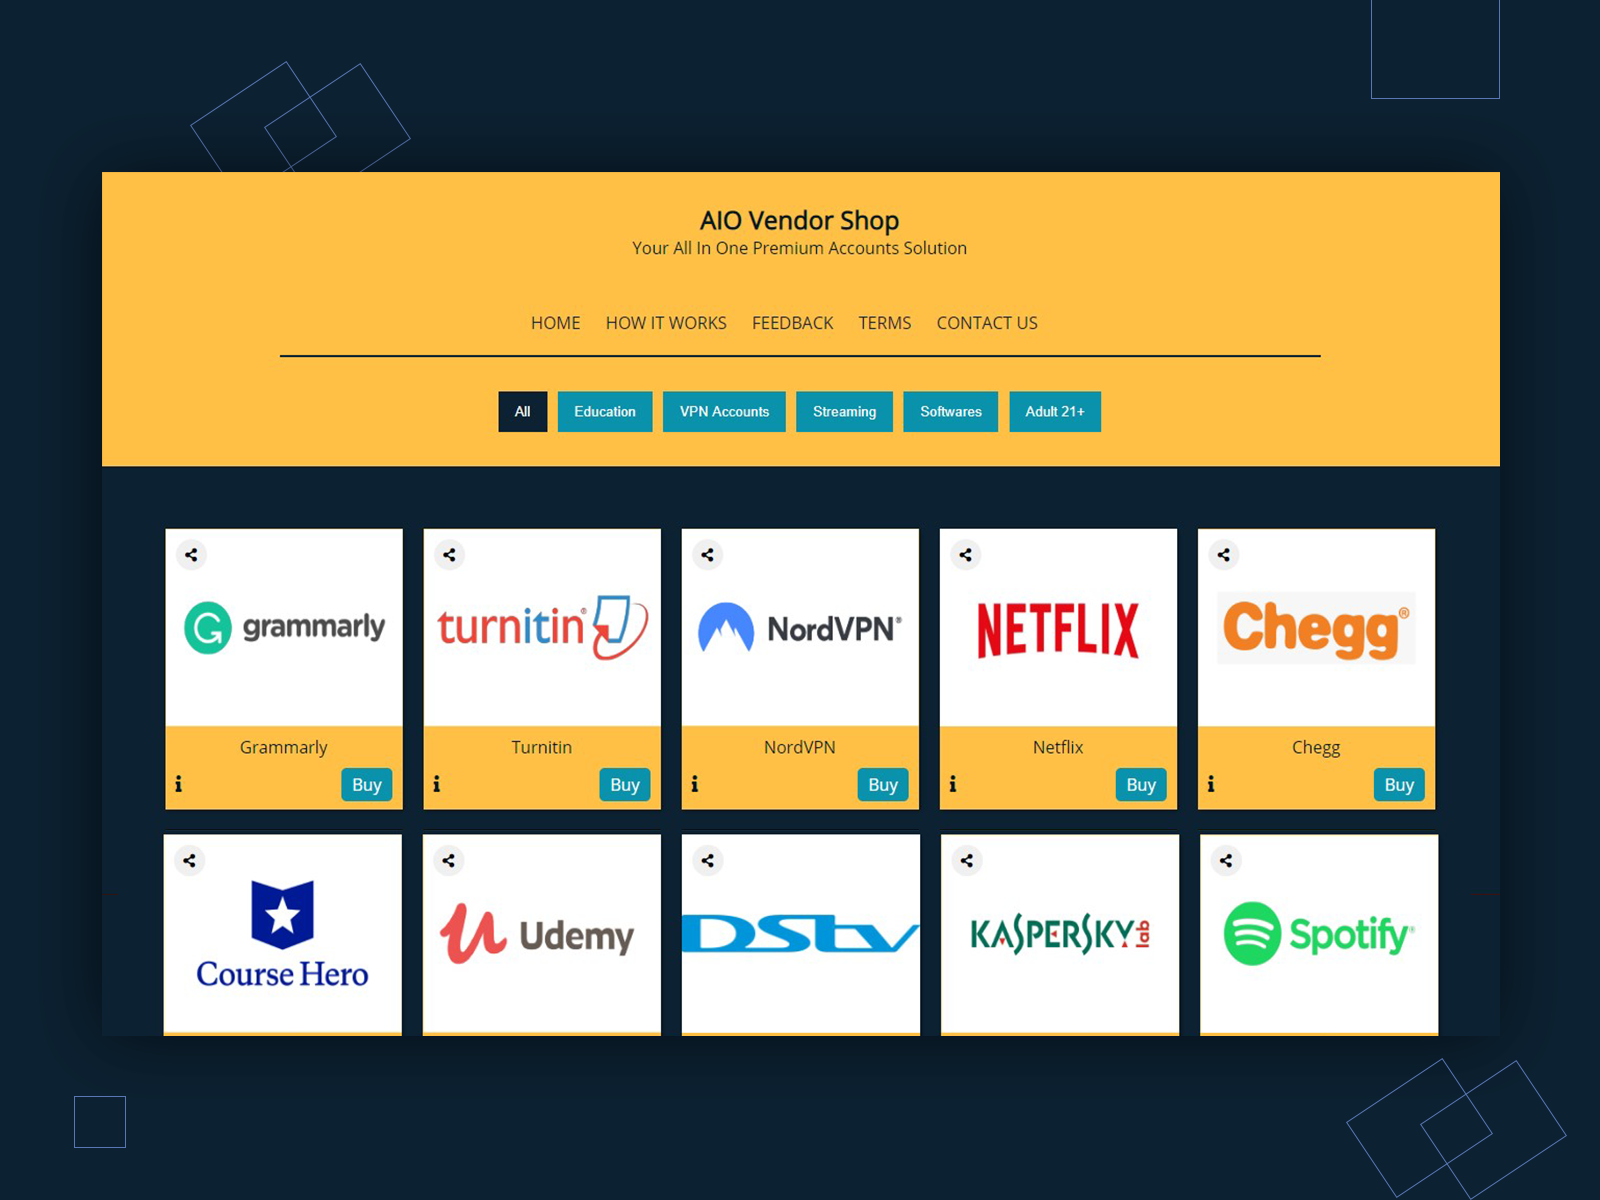 AIO Vendor Shop
Your All In One Premium Accounts Solution
HOME HOW IT WORKS FEEDBACK TERMS CONTACT US
All Education VPN Accounts Streaming Softwares Adult 21+
grammarly turnitin® NordVPN® NETFLIX Chegg®
Grammarly Turnitin NordVPN Netflix Chegg
i Buy i Buy i Buy i Buy i Buy
Course Hero Udemy DStv KASPERSKY lab Spotify®